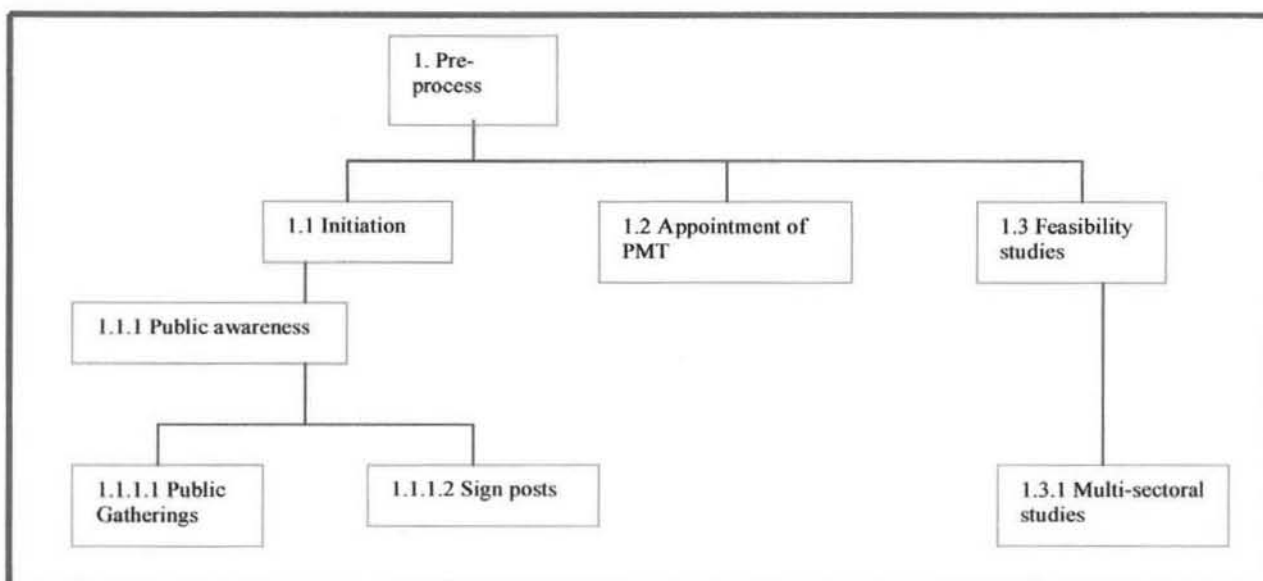 1. Pre-
process
1.1 Initiation
1.2 Appointment of
PMT
1.3 Feasibility
studies
1.1.1 Public awareness
1.1.1.1 Public
Gatherings
1.1.1.2 Sign posts
1.3.1 Multi-sectoral
studies